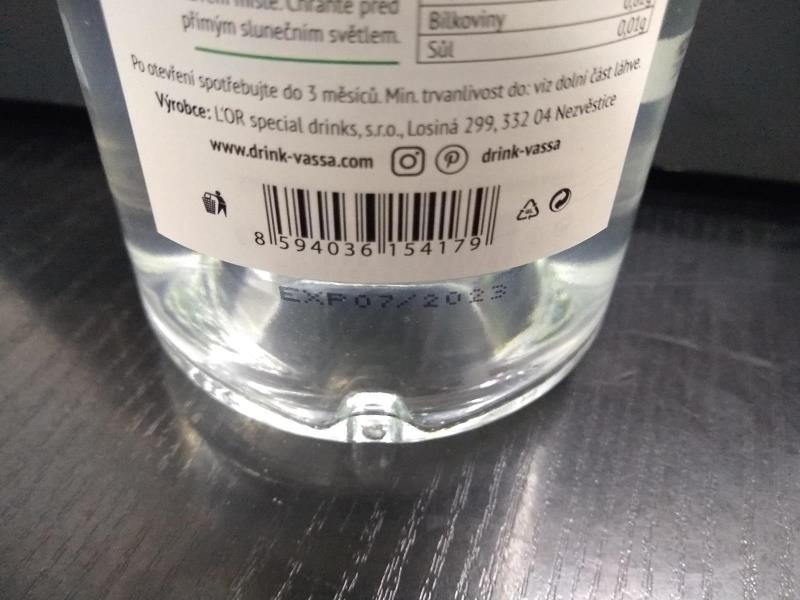 místě. Chraňte před
přímým slunečním světlem.
Bílkoviny
Sůl 0,01g
Po otevření spotřebujte do 3 měsíců. Min. trvanlivost do: viz dolní část láhve.
Výrobce: L'OR special drinks, s.r.o., Losiná 299, 332 04 Nezvěstice
www.drink-vassa.com drink-vassa
8 594036 154179
EXP07/2023